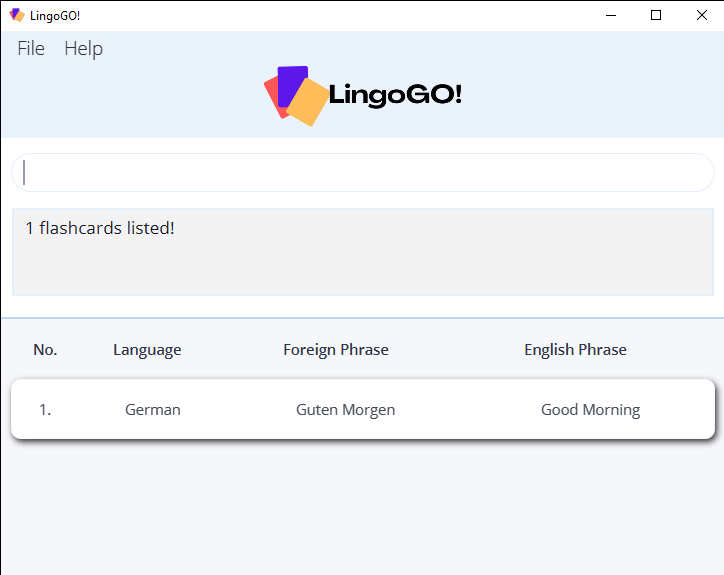 LingoGO!
File Help
LingoGO!
1 flashcards listed!
No. Language Foreign Phrase English Phrase
1. German Guten Morgen Good Morning